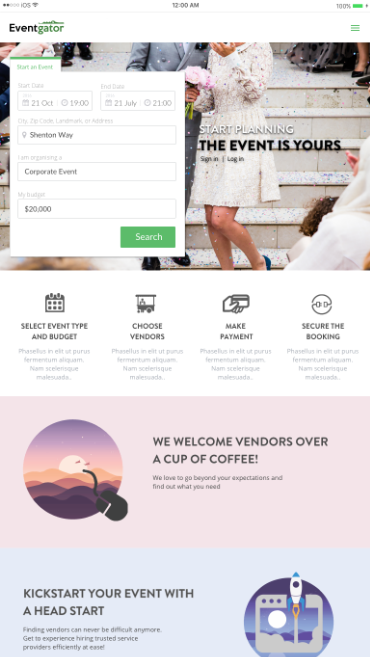 iOS
12:00 AM
100%
Eventgator
Start an Event
Start Date
End Date
21 Oct
19:00
21 July
21:00
City, Zip Code, Landmark, or Address
Shenton Way
I am organising a
Corporate Event
My budget
$20,000
Search
START PLANNING
THE EVENT IS YOURS
Sign in | Log in
SELECT EVENT TYPE
AND BUDGET
Phasellus in elit ut purus
fermentum aliquam.
Nam scelerisque
malesuada..
CHOOSE
VENDORS
Phasellus in elit ut purus
fermentum aliquam.
Nam scelerisque
malesuada..
MAKE
PAYMENT
Phasellus in elit ut purus
fermentum aliquam.
Nam scelerisque
malesuada..
SECURE THE
BOOKING
Phasellus in elit ut purus
fermentum aliquam.
Nam scelerisque
malesuada..
WE WELCOME VENDORS OVER
A CUP OF COFFEE!
We love to go beyond your expectations and
find out what you need
KICKSTART YOUR EVENT WITH
A HEAD START
Finding vendors can never be difficult anymore.
Get to experience hiring trusted service
providers efficiently at ease!